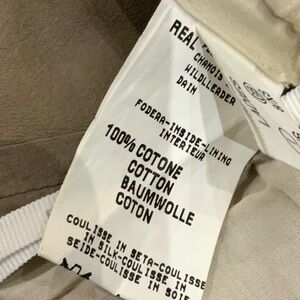 REAL
CHAMOIS
WILDLLEDER
DAIM
FODERA-INSIDE-LINING
INTERIEUR
100% COTONE
COTTON
BAUMWOLLE
COTON
COULISSE IN SETA-COULISSE
IN SILK-COULISSE IN
SEIDE-COULISSE IN SOIE